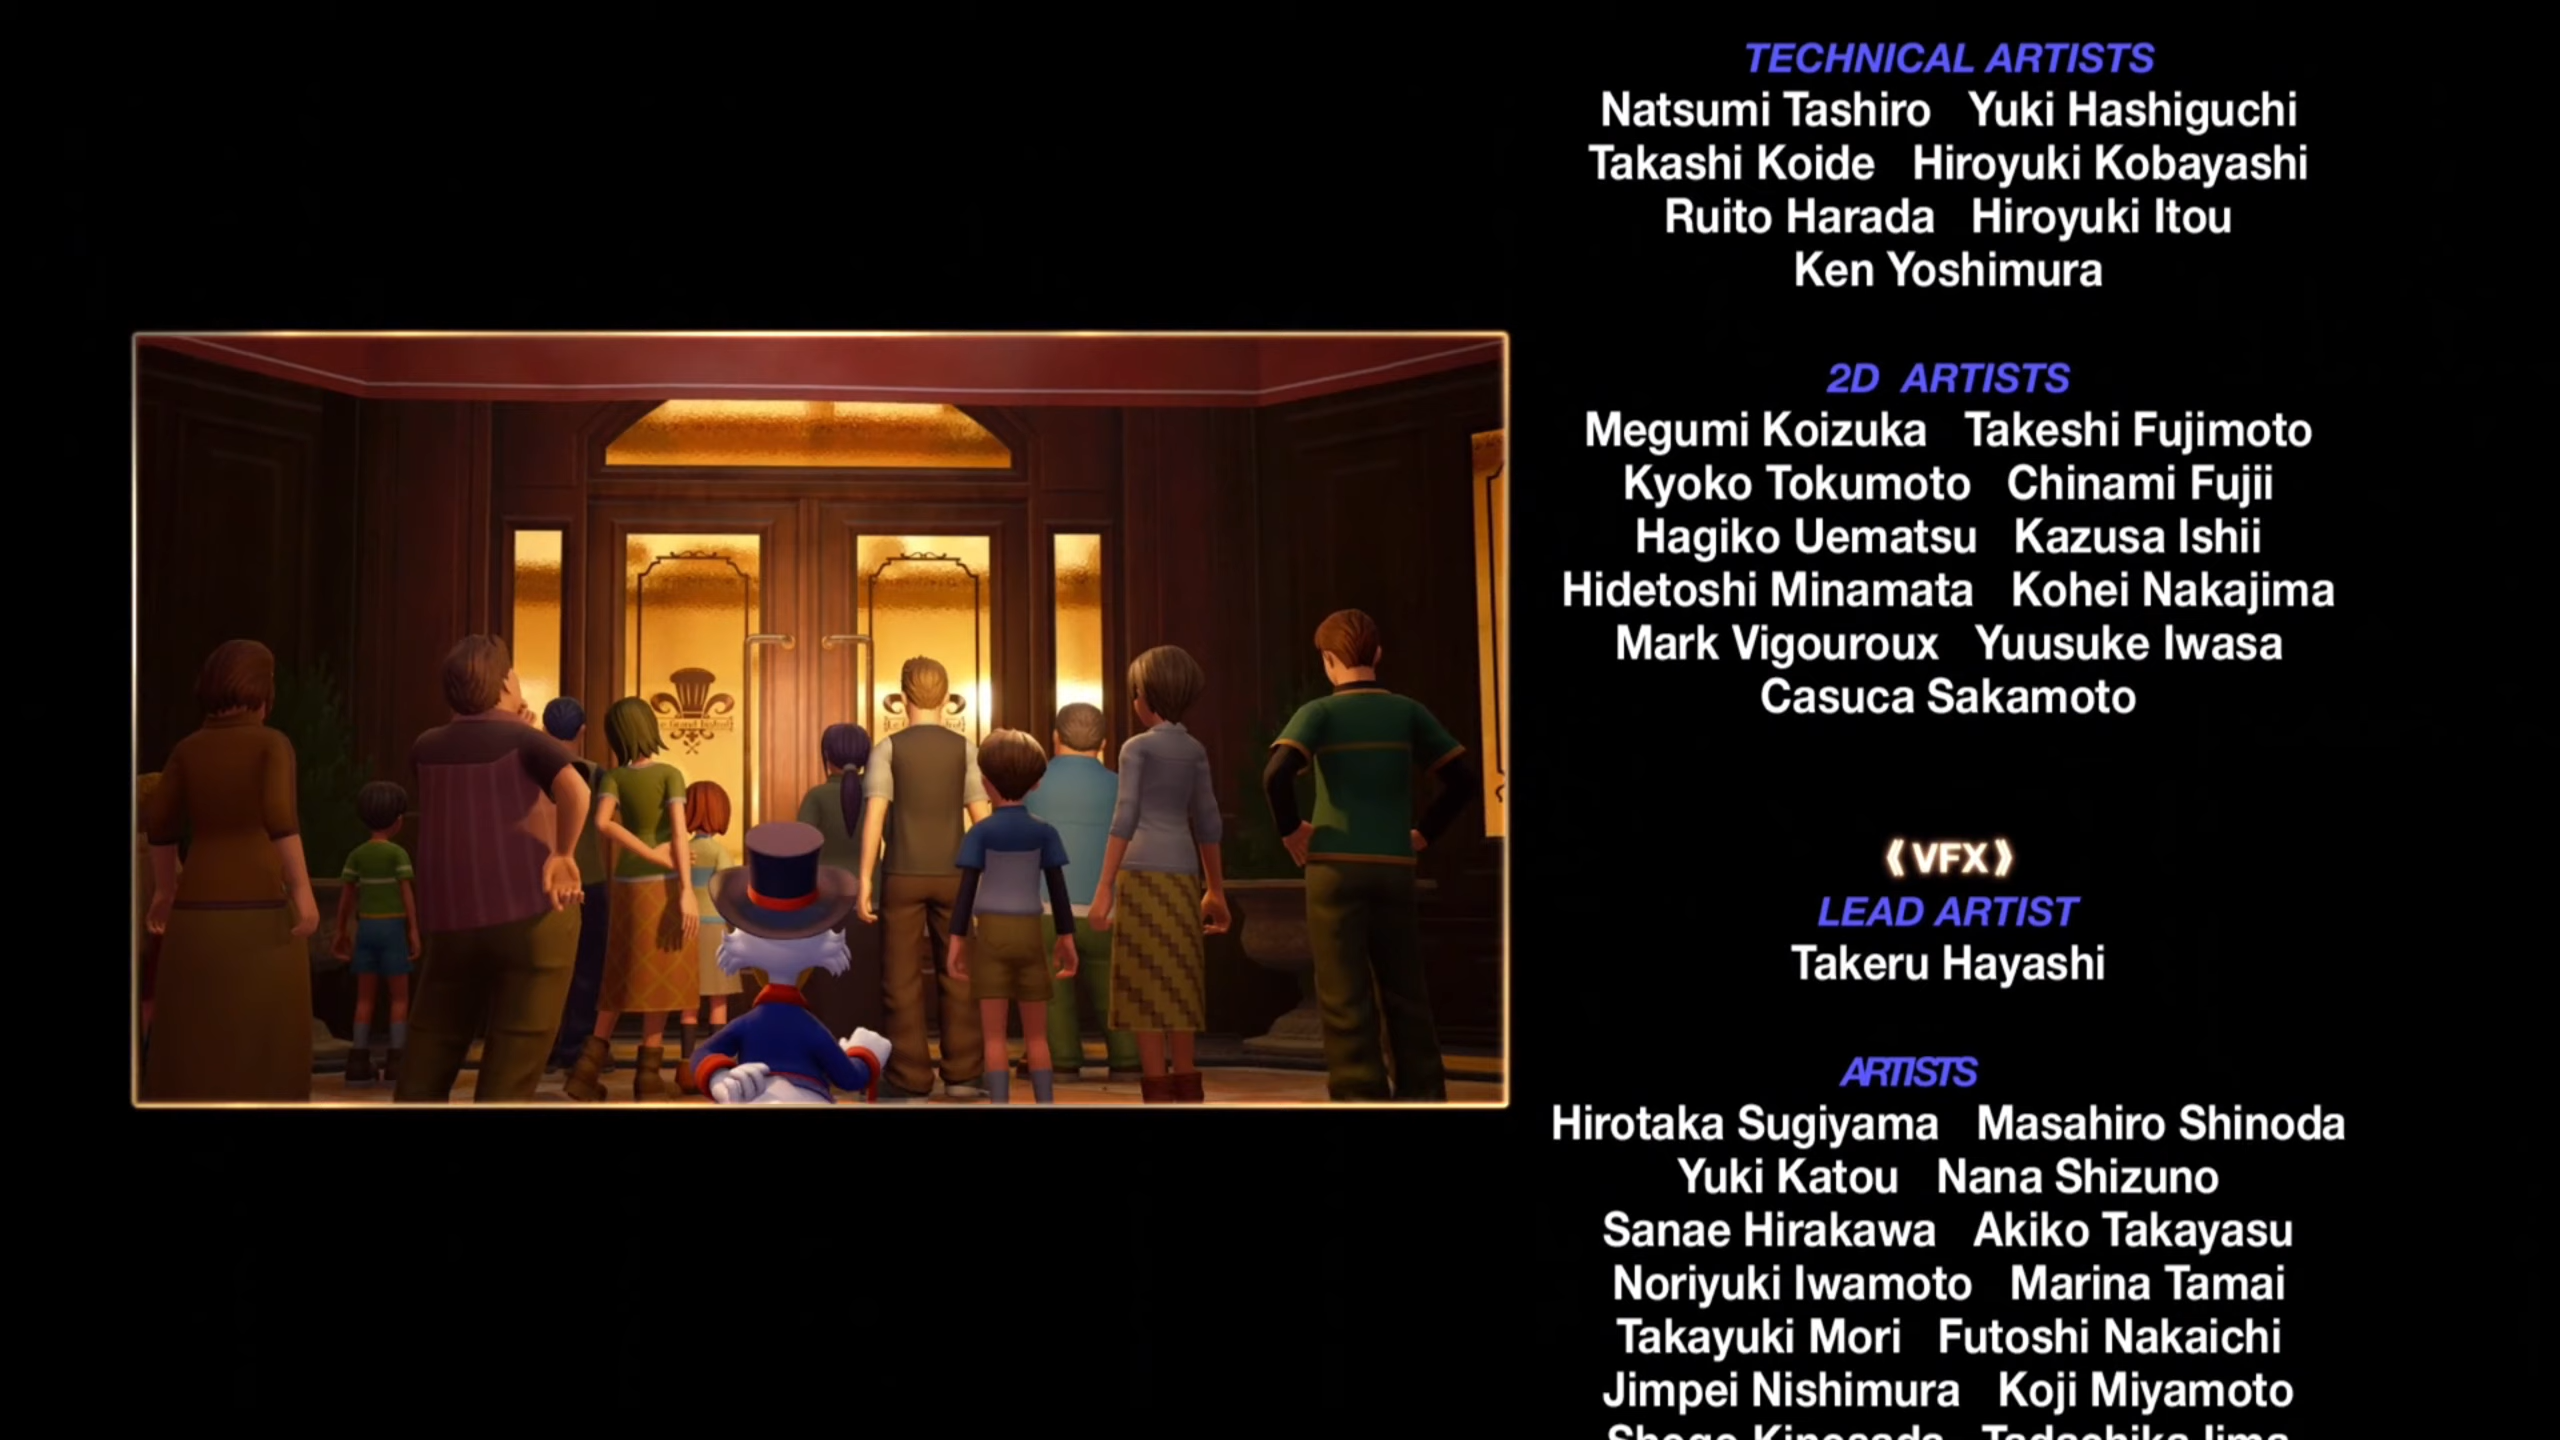 TECHNICAL ARTISTS
Natsumi Tashiro Yuki Hashiguchi
Takashi Koide Hiroyuki Kobayashi
Ruito Harada Hiroyuki Itou
Ken Yoshimura
2D ARTISTS
Megumi Koizuka Takeshi Fujimoto
Kyoko Tokumoto Chinami Fujii
Hagiko Uematsu Kazusa Ishii
Hidetoshi Minamata Kohei Nakajima
Mark Vigouroux Yuusuke Iwasa
Casuca Sakamoto
《VFX》
LEAD ARTIST
Takeru Hayashi
ARTISTS
Hirotaka Sugiyama Masahiro Shinoda
Yuki Katou Nana Shizuno
Sanae Hirakawa Akiko Takayasu
Noriyuki Iwamoto Marina Tamai
Takayuki Mori Futoshi Nakaichi
Jimpei Nishimura Koji Miyamoto